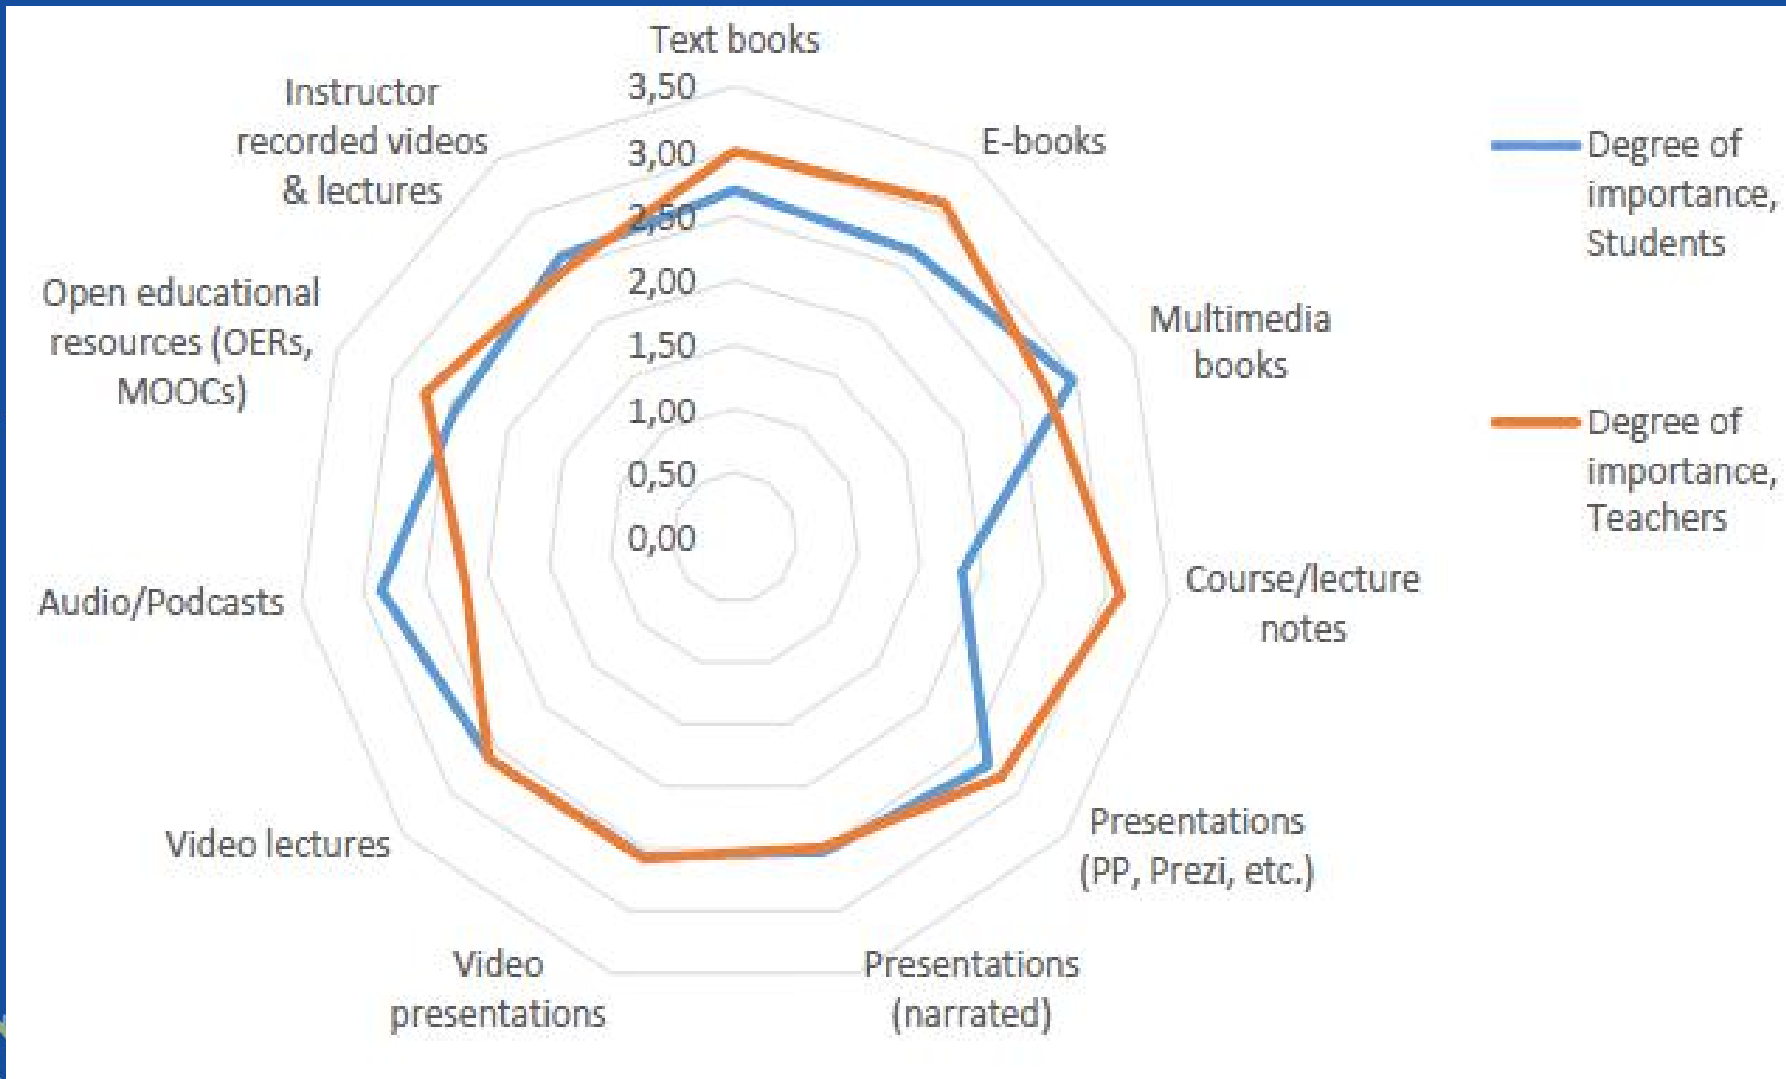 Text books
3,50
3,00
2,50
2,00
1,50
1,00
0,50
0,00
E-books
Multimedia
books
Course/lecture
notes
Presentations
(PP, Prezi, etc.)
Presentations
(narrated)
Video
presentations
Video lectures
Audio/Podcasts
Open educational
resources (OERs,
MOOCs)
Instructor
recorded videos
& lectures
Degree of
importance,
Students
Degree of
importance,
Teachers